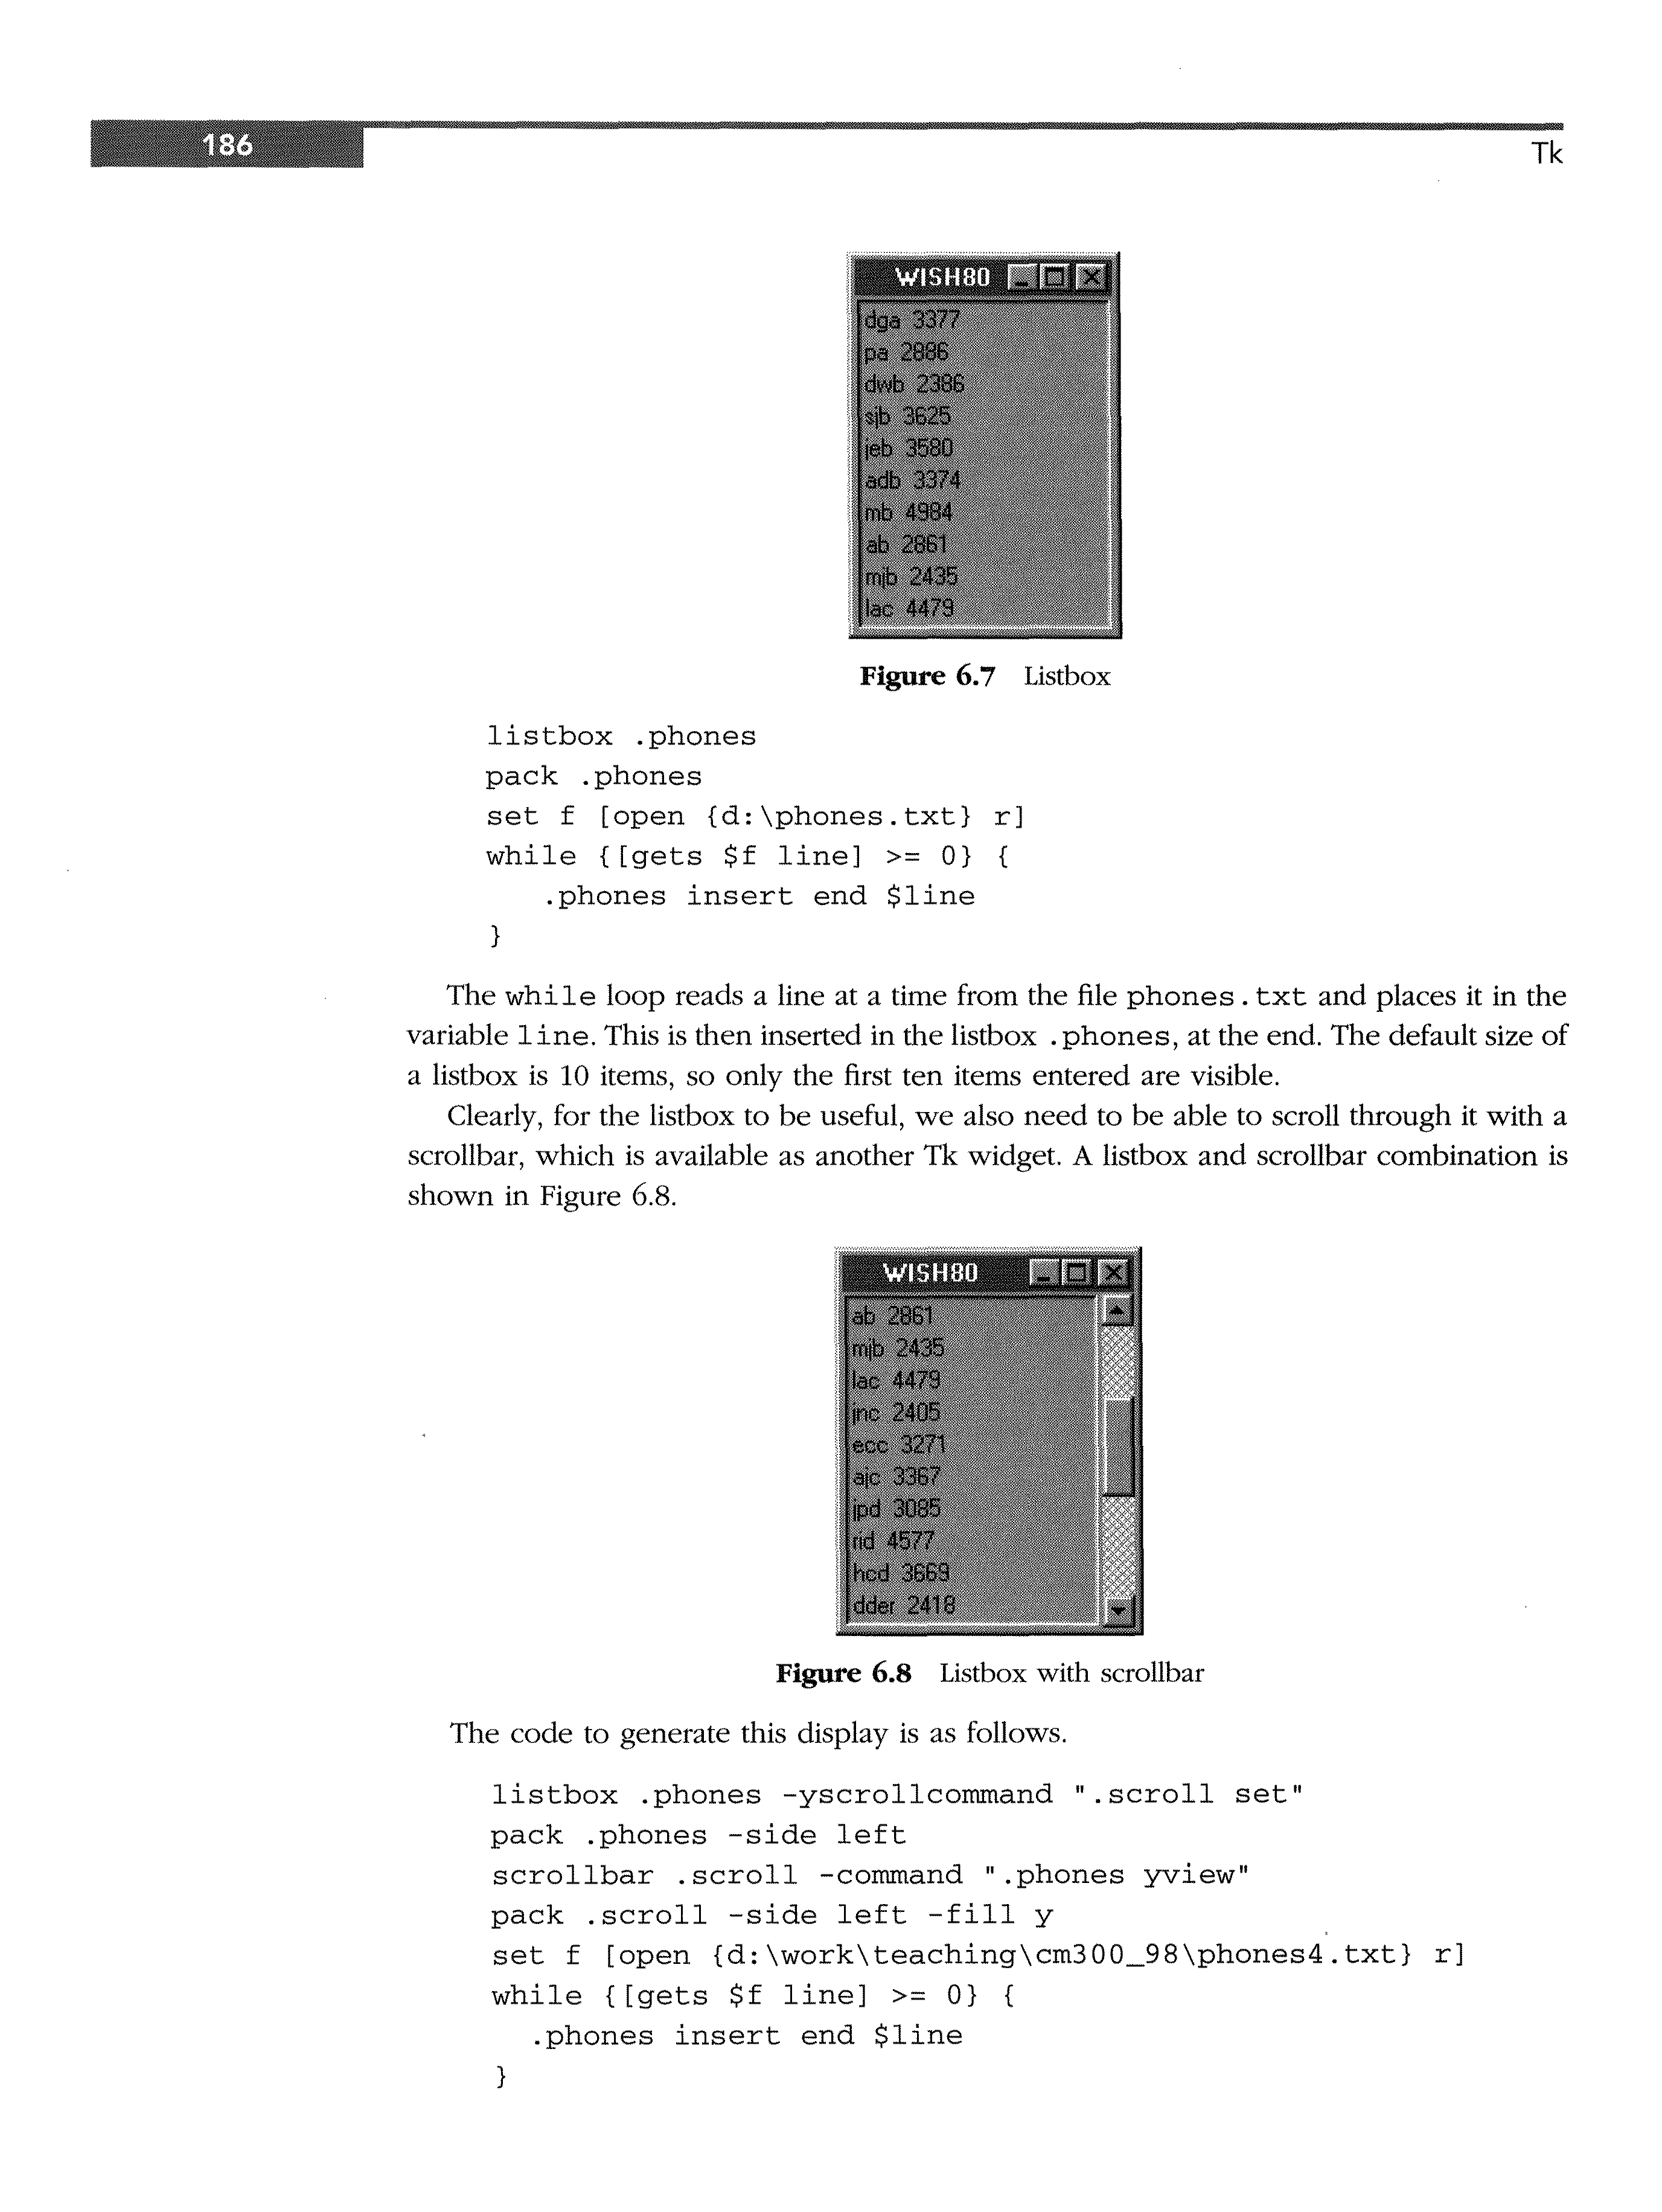 186
Tk
WISH80
dga 3377
pa 2886
dwb 2386
sjb 3625
jeb 3580
adb 3374
mb 4984
ab 2861
mjb 2435
lac 4479
Figure 6.7 Listbox
listbox .phones
pack .phones
set f [open {d:\phones.txt} r]
while {[gets $f line] >= 0} {
.phones insert end $line
}
The while loop reads a line at a time from the file phones.txt and places it in the
variable line. This is then inserted in the listbox .phones, at the end. The default size of
a listbox is 10 items, so only the first ten items entered are visible.
Clearly, for the listbox to be useful, we also need to be able to scroll through it with a
scrollbar, which is available as another Tk widget. A listbox and scrollbar combination is
shown in Figure 6.8.
WISH80
ab 2861
mjb 2435
lac 4479
jnc 2405
ecc 3271
ajc 3367
jpd 3085
rid 4577
hcd 3669
dder 2418
Figure 6.8 Listbox with scrollbar
The code to generate this display is as follows.
listbox .phones -yscrollcommand ".scroll set"
pack .phones -side left
scrollbar .scroll -command ".phones yview"
pack .scroll -side left -fill y
set f [open {d:\work\teaching\cm300_98\phones4.txt} r]
while {[gets $f line] >= 0} {
.phones insert end $line
}